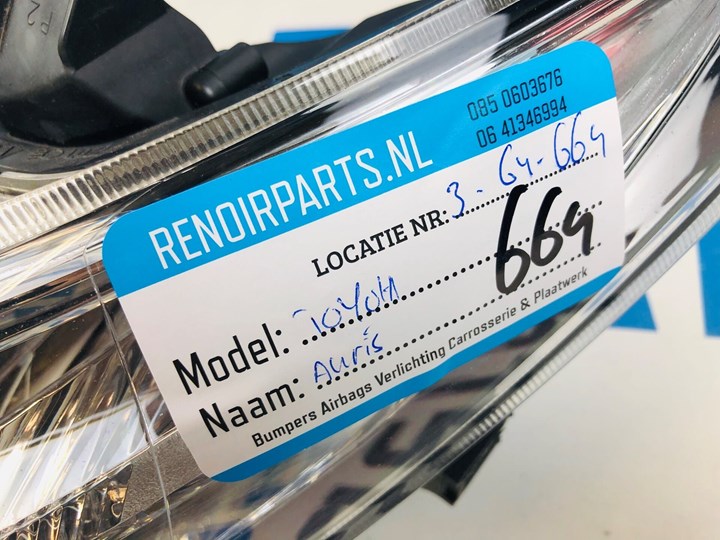 085 0603676
06 41346994
RENOIRPARTS.NL
LOCATIE NR: 3-64-664
664
Model: TOYOTA
Naam: Auris
Bumpers Airbags Verlichting Carrosserie & Plaatwerk